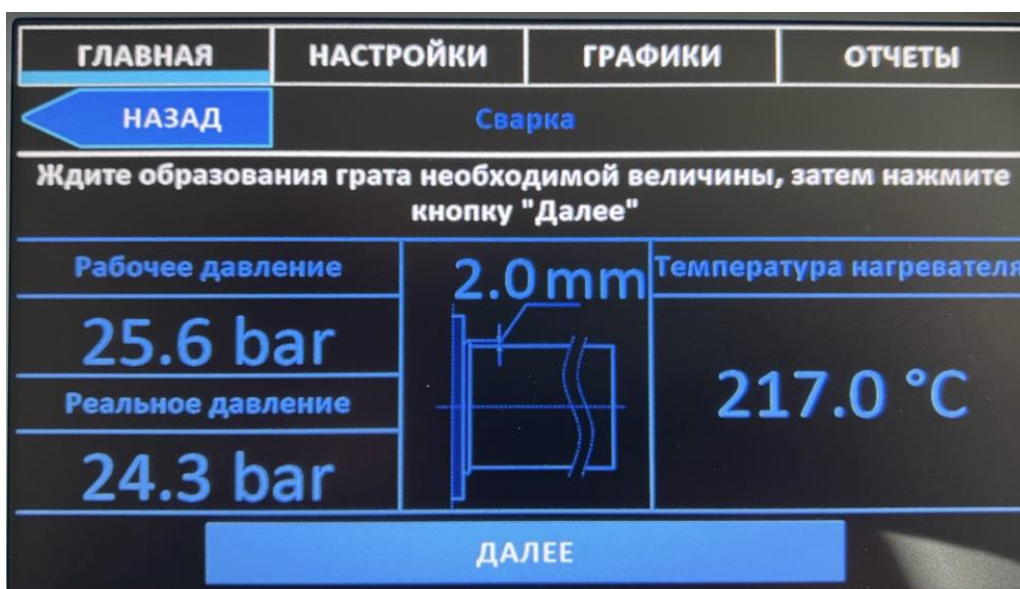 ГЛАВНАЯ НАСТРОЙКИ ГРАФИКИ ОТЧЕТЫ
НАЗАД Сварка
Ждите образования грата необходимой величины, затем нажмите
кнопку "Далее"
Рабочее давление
25.6 bar
Реальное давление
24.3 bar
2.0 mm
Температура нагревателя
217.0 °C
ДАЛЕЕ